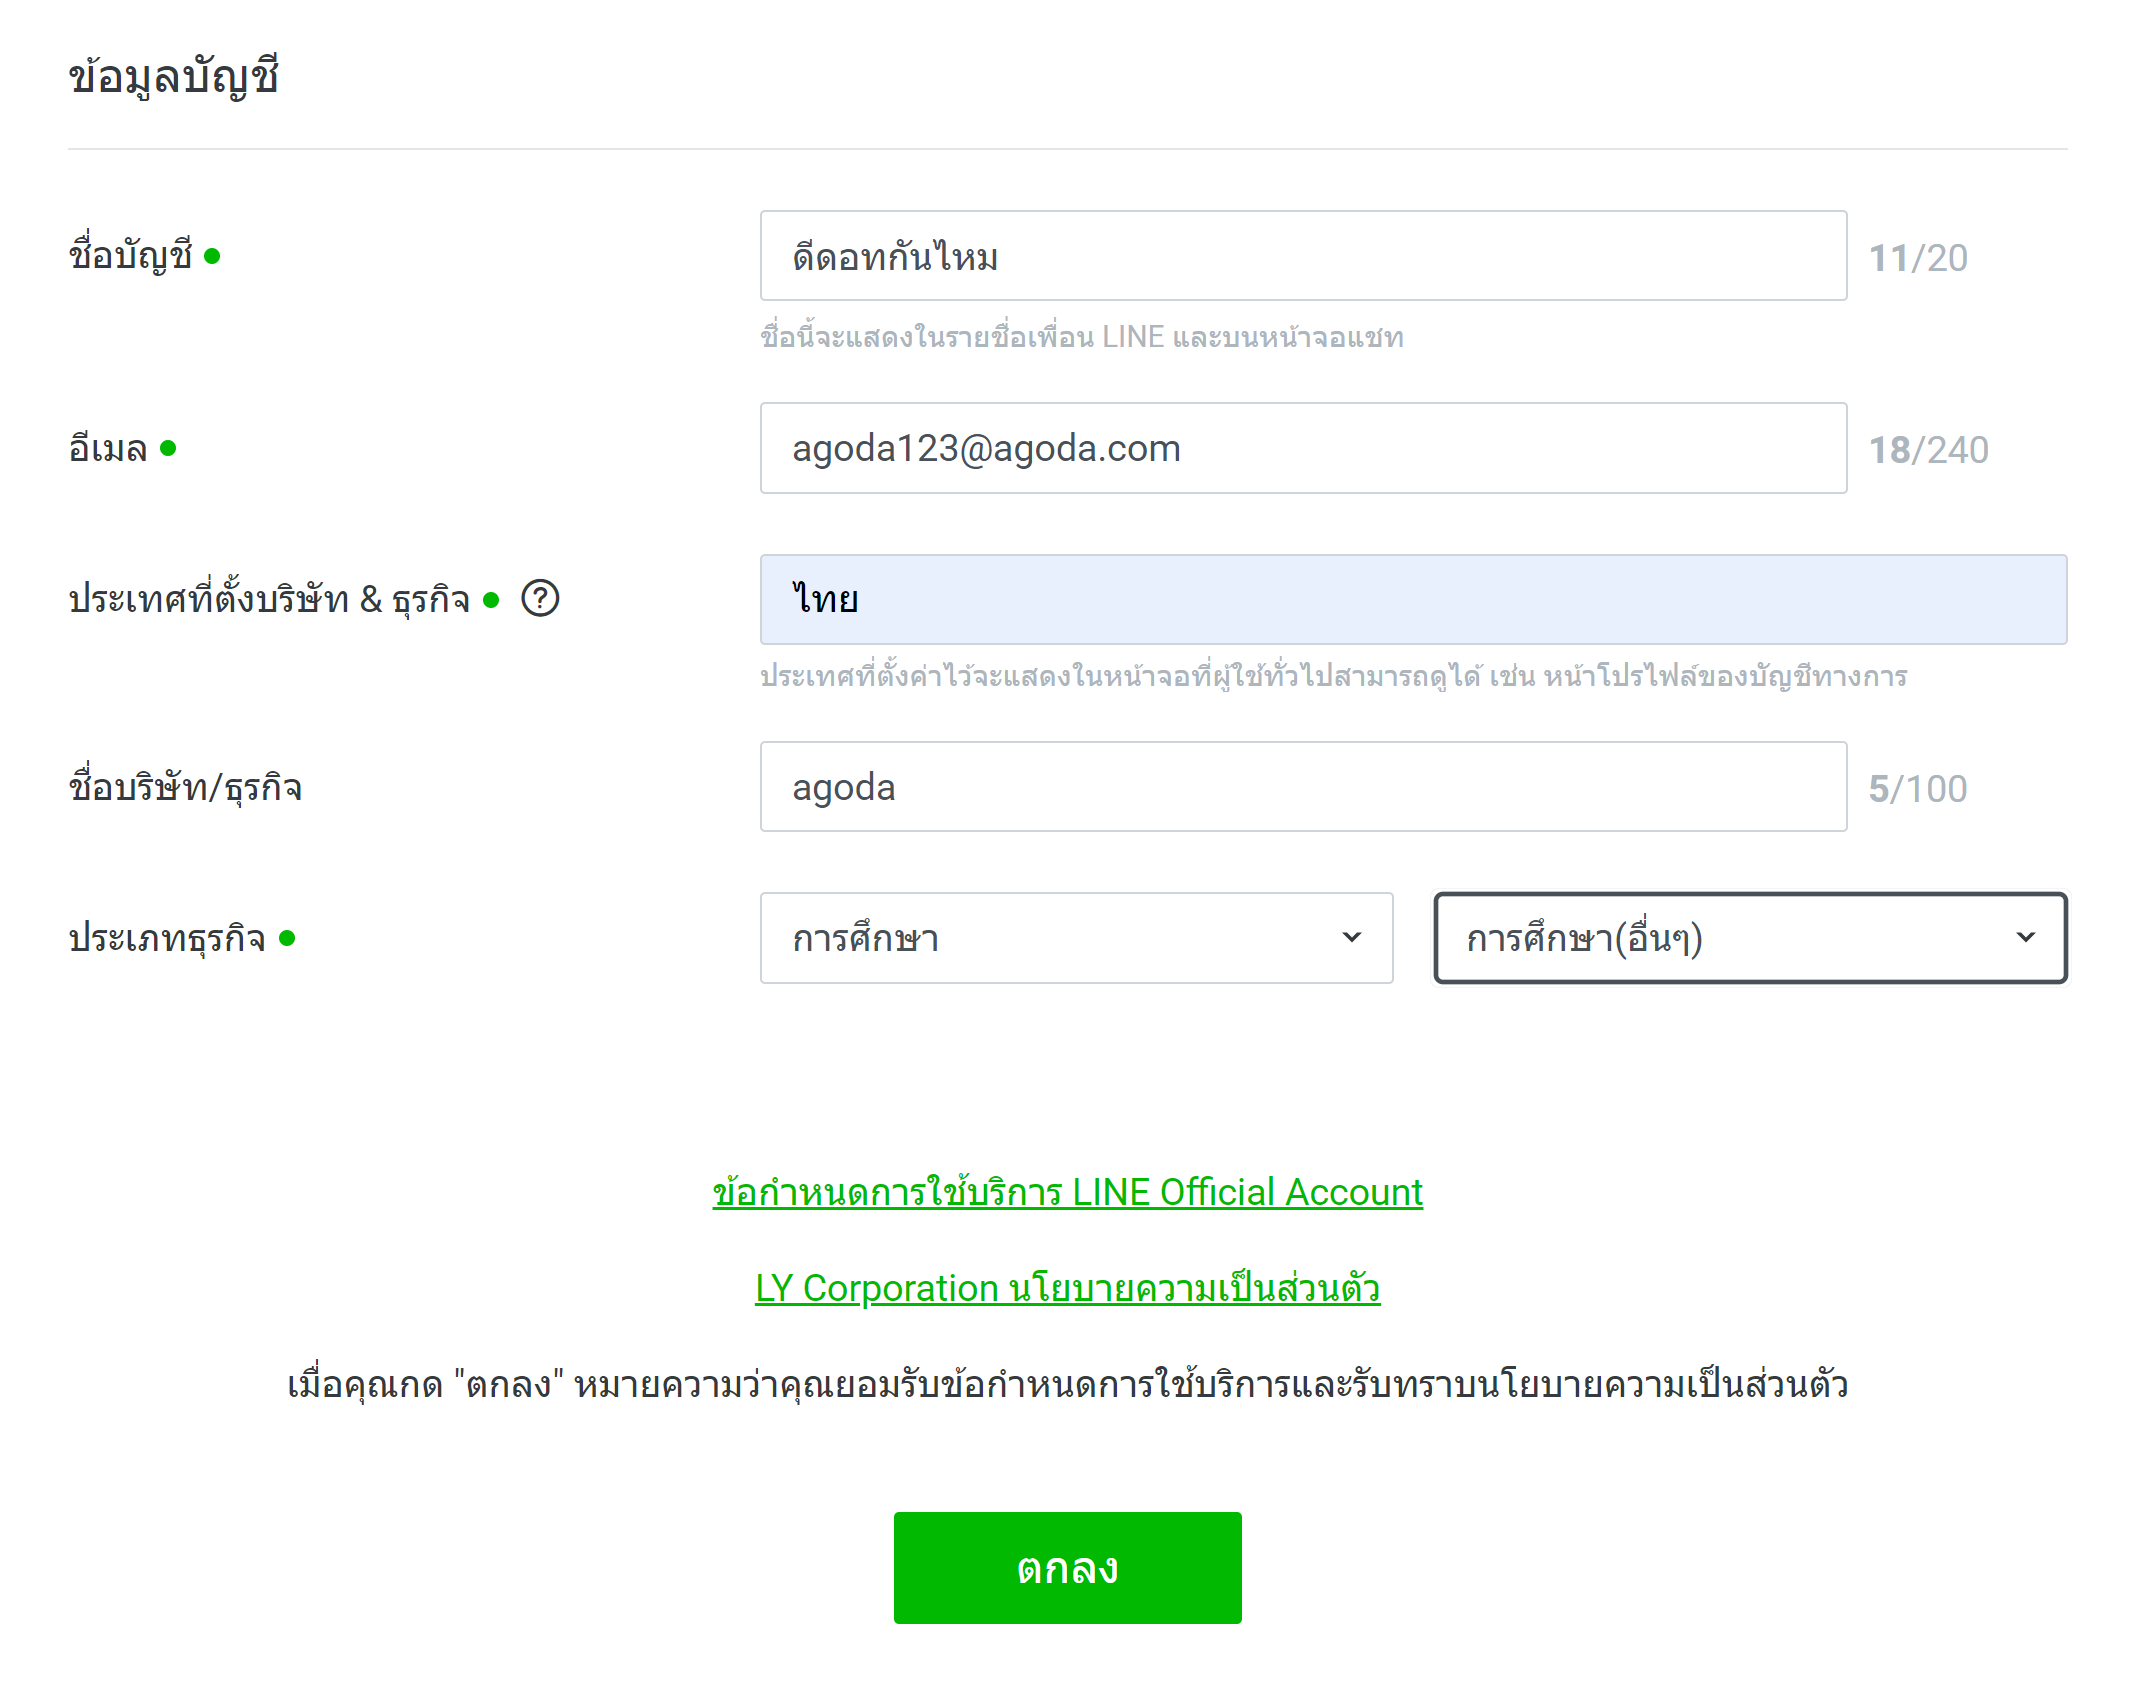 ข้อมูลบัญชี
ชื่อบัญชี
ดีดอทกันไหม
11/20
ชื่อนี้จะแสดงในรายชื่อเพื่อน LINE และบนหน้าจอแชท
อีเมล
agoda123@agoda.com
18/240
ประเทศที่ตั้งบริษัท & ธุรกิจ ?
ไทย
ประเทศที่ตั้งค่าไว้จะแสดงในหน้าจอที่ผู้ใช้ทั่วไปสามารถดูได้ เช่น หน้าโปรไฟล์ของบัญชีทางการ
ชื่อบริษัท/ธุรกิจ
agoda
5/100
ประเภทธุรกิจ
การศึกษา
การศึกษา(อื่นๆ)
ข้อกำหนดการใช้บริการ LINE Official Account
LY Corporation นโยบายความเป็นส่วนตัว
เมื่อคุณกด "ตกลง" หมายความว่าคุณยอมรับข้อกำหนดการใช้บริการและรับทราบนโยบายความเป็นส่วนตัว
ตกลง